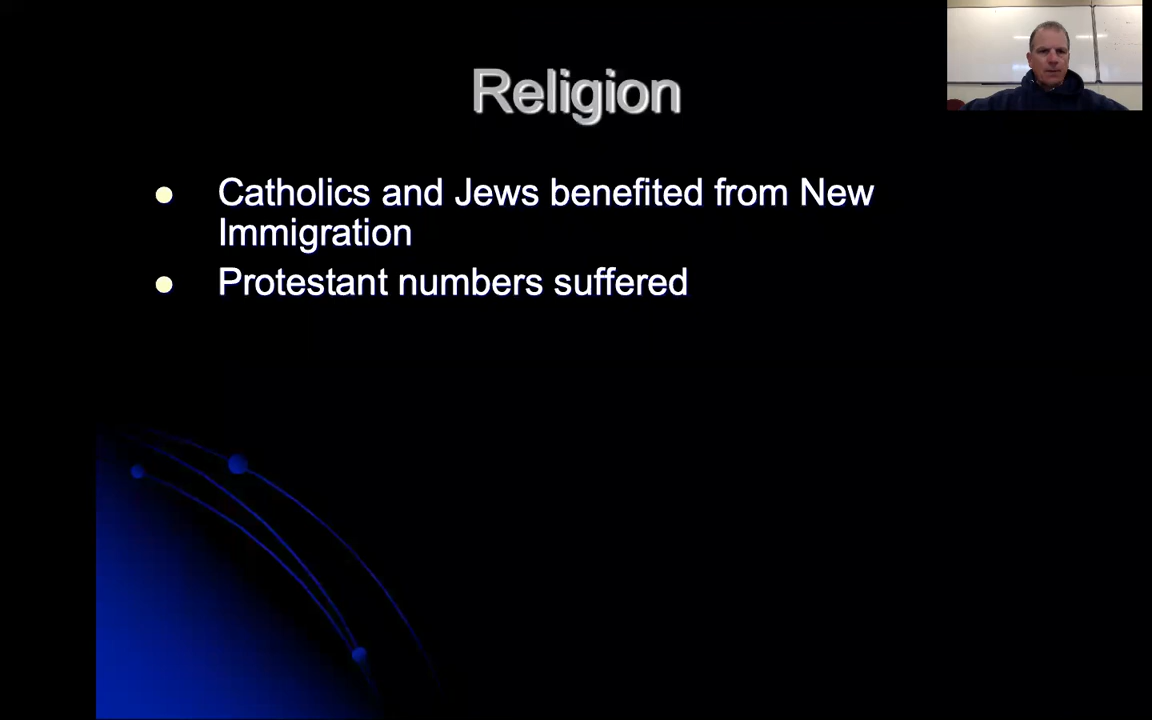 Religion
Catholics and Jews benefited from New
Immigration
Protestant numbers suffered